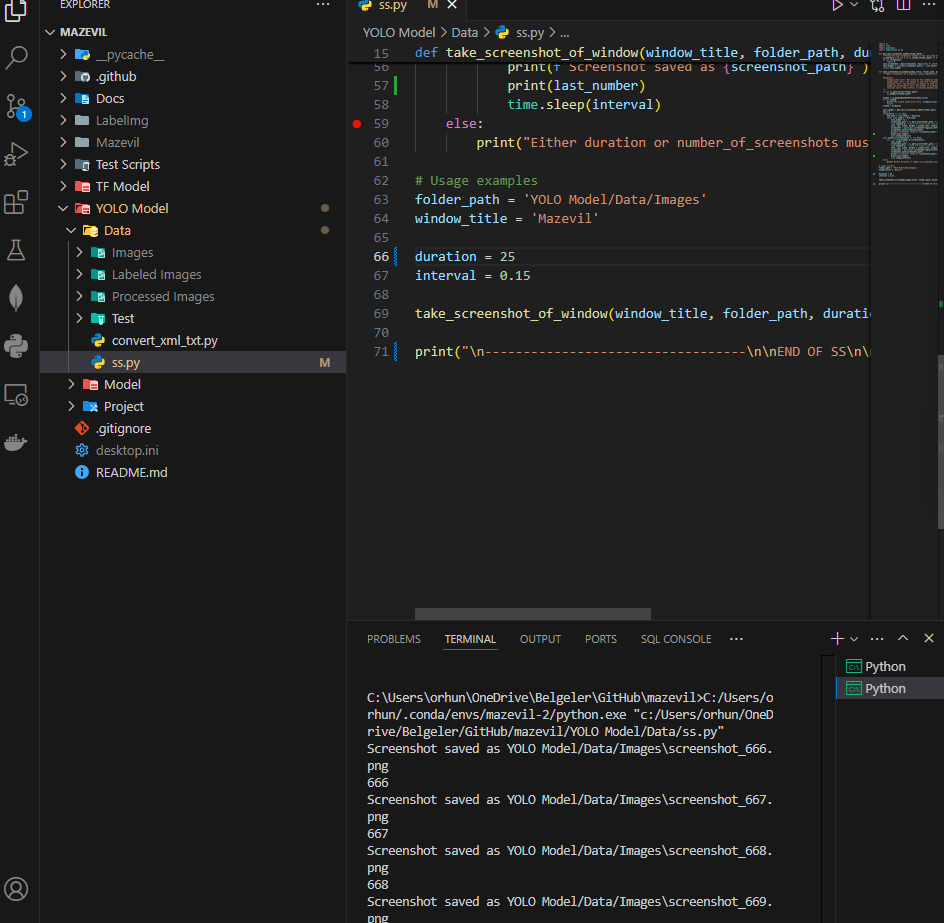 EXPLORER
MAZEVIL
__pycache__
.github
Docs
LabelImg
Mazevil
Test Scripts
TF Model
YOLO Model
Data
Images
Labeled Images
Processed Images
Test
convert_xml_txt.py
ss.py M
Model
Project
.gitignore
desktop.ini
README.md
1
ss.py M
YOLO Model > Data > ss.py > ...
15 def take_screenshot_of_window(window_title, folder_path, du
56 print(f"Screenshot saved as {screenshot_path}")
57 print(last_number)
58 time.sleep(interval)
59 else:
60 print("Either duration or number_of_screenshots mus
61
62 # Usage examples
63 folder_path = 'YOLO Model/Data/Images'
64 window_title = 'Mazevil'
65
66 duration = 25
67 interval = 0.15
68
69 take_screenshot_of_window(window_title, folder_path, durati
70
71 print("\n----------------------------------\n\nEND OF SS\n\
PROBLEMS TERMINAL OUTPUT PORTS SQL CONSOLE ...
Python
Python
C:\Users\orhun\OneDrive\Belgeler\GitHub\mazevil>C:/Users/o
rhun/.conda/envs/mazevil-2/python.exe "c:/Users/orhun/OneD
rive/Belgeler/GitHub/mazevil/YOLO Model/Data/ss.py"
Screenshot saved as YOLO Model/Data/Images\screenshot_666.
png
666
Screenshot saved as YOLO Model/Data/Images\screenshot_667.
png
667
Screenshot saved as YOLO Model/Data/Images\screenshot_668.
png
668
Screenshot saved as YOLO Model/Data/Images\screenshot_669.
png